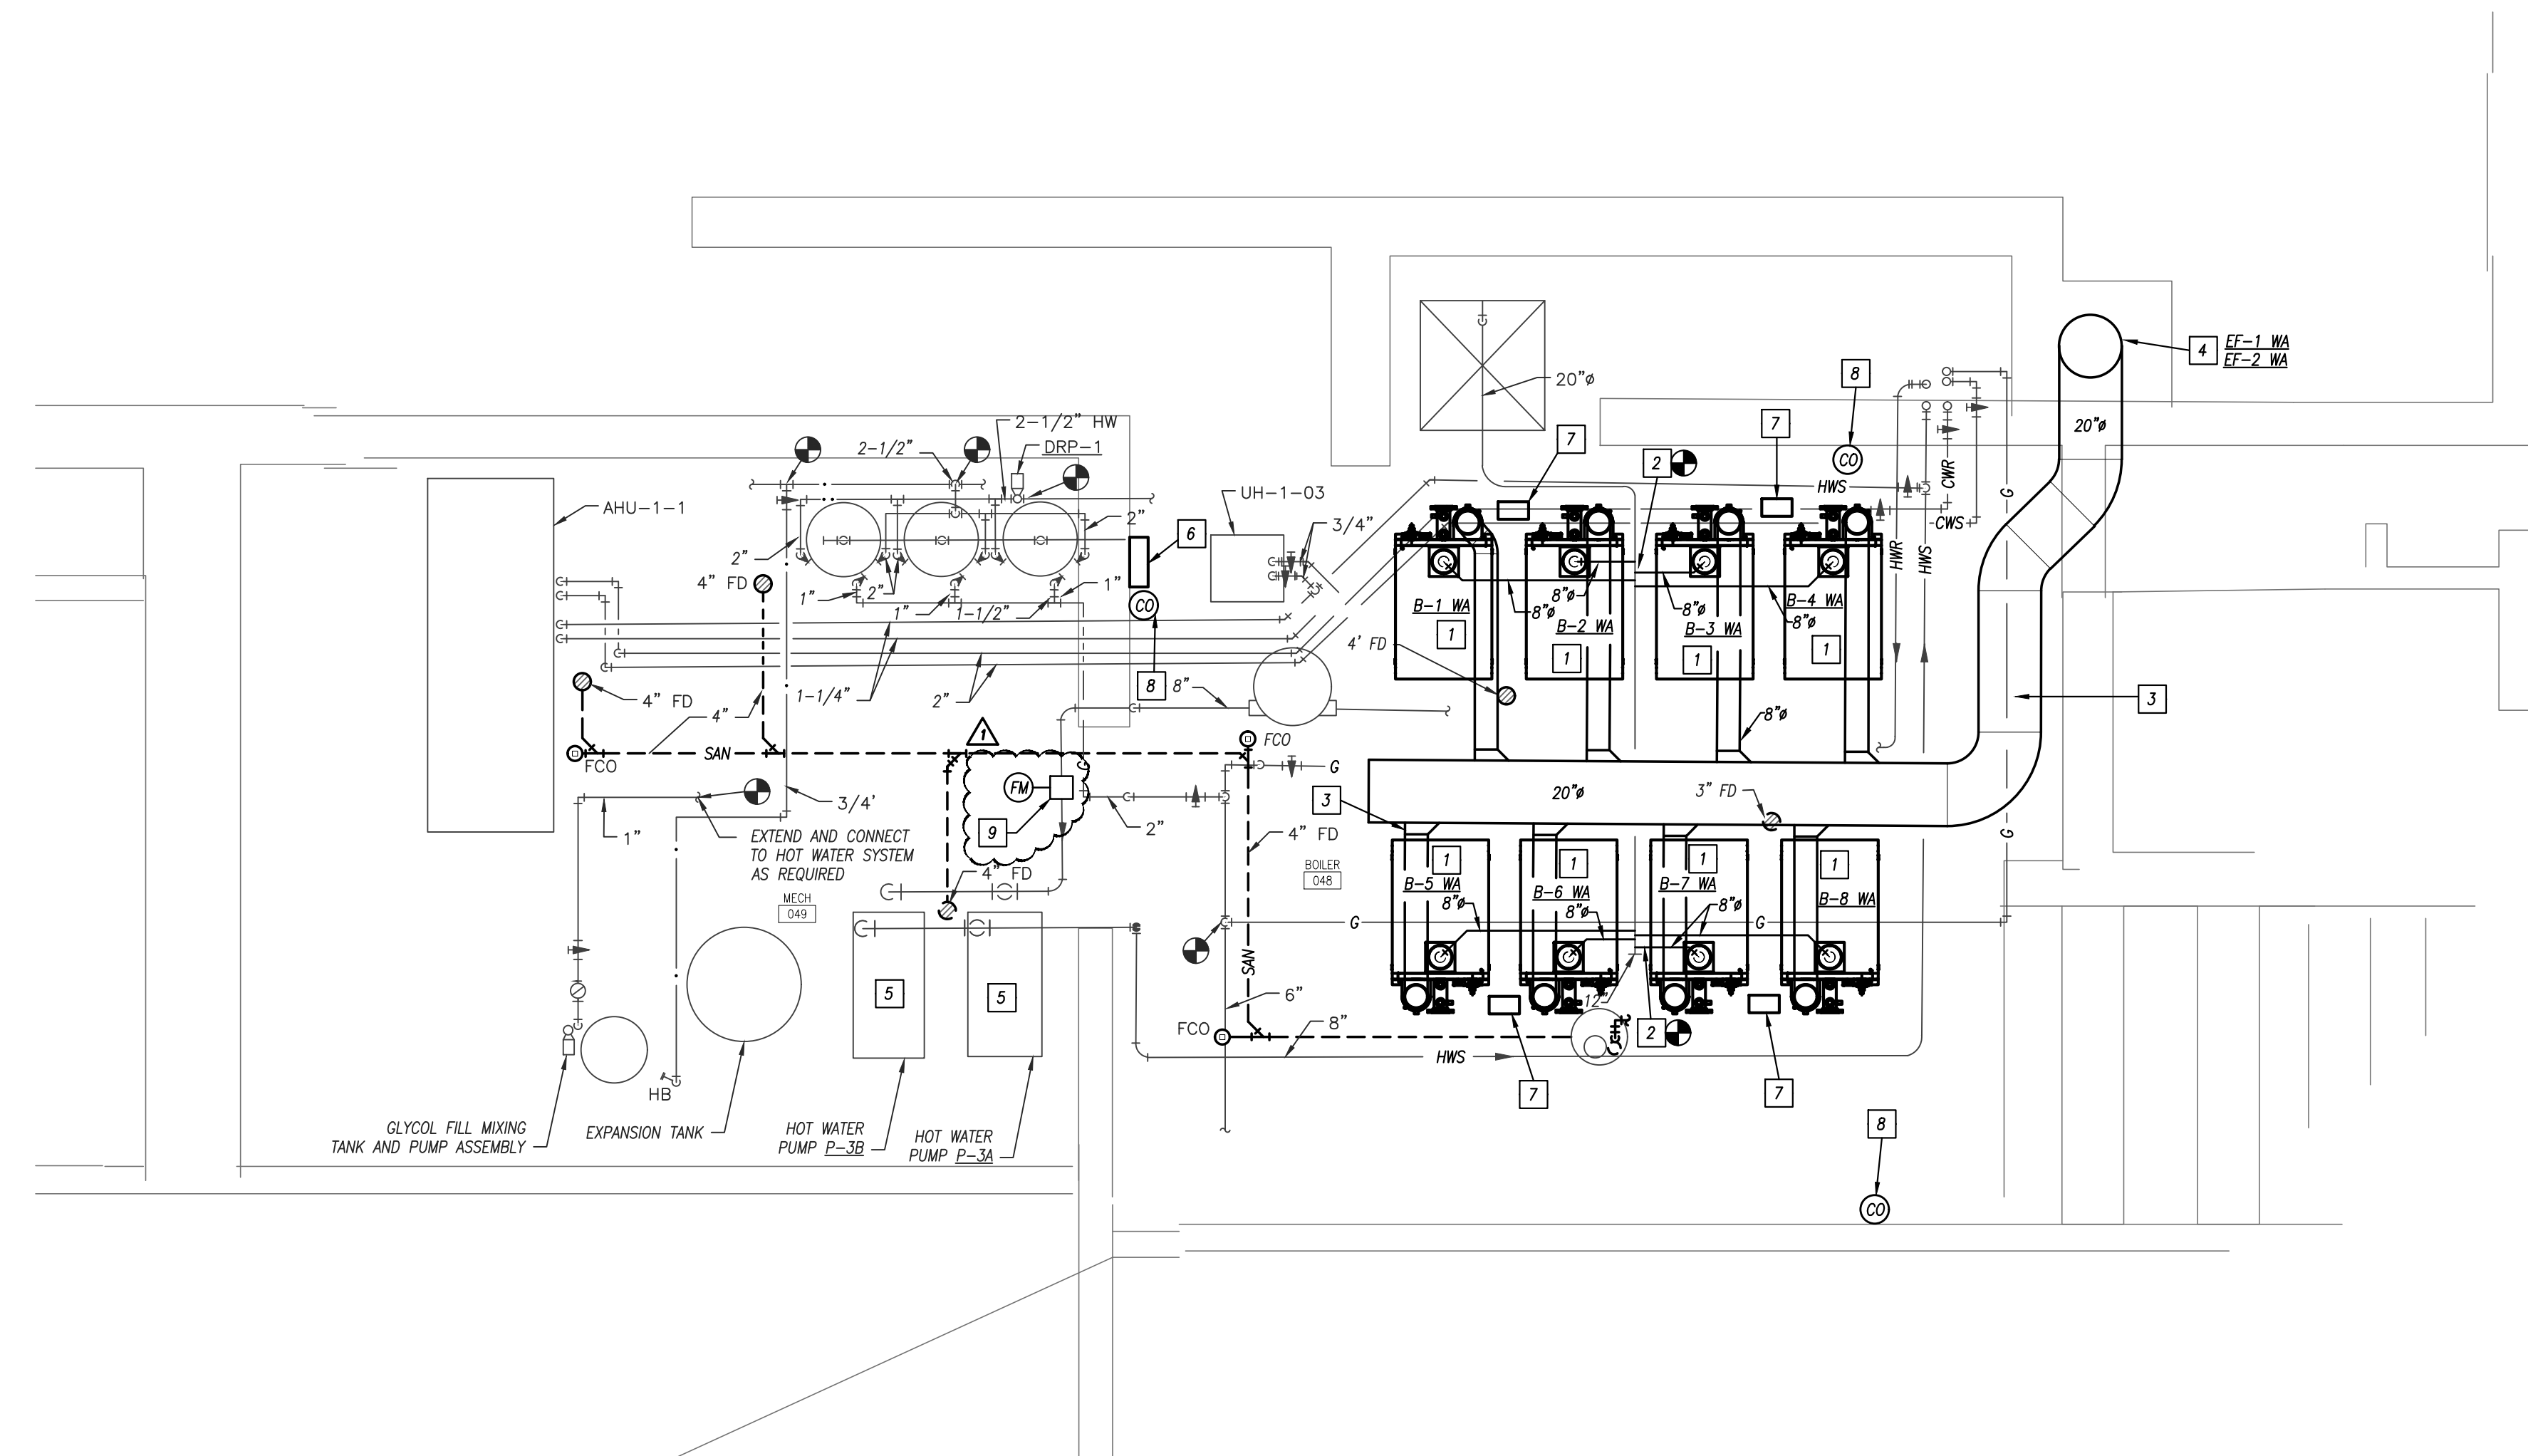 4
EF-1 WA
EF-2 WA
8
20"ø
7
7
20"ø
2-1/2" HW
2-1/2"
DRP-1
2
CO
CWR
HWS
G
AHU-1-1
UH-1-03
2"
3/4"
CWS
6
2"
HWR
HWS
4" FD
1"
2"
1"
1-1/2"
1"
CO
8"ø
8"ø
8"ø
8"ø
B-1 WA
B-2 WA
B-3 WA
B-4 WA
1
1
1
1
4' FD
8
8"
1-1/4"
2"
4" FD
4"
3
8"ø
1
FCO
SAN
FCO
G
FM
20"ø
3" FD
3
3/4'
9
2"
4" FD
G
1"
EXTEND AND CONNECT
TO HOT WATER SYSTEM
AS REQUIRED
4" FD
BOILER
048
1
1
1
1
MECH
049
B-5 WA
B-6 WA
B-7 WA
B-8 WA
8"ø
8"ø
8"ø
G
G
SAN
5
5
6"
12"
FCO
8"
2
HWS
HB
7
7
GLYCOL FILL MIXING
TANK AND PUMP ASSEMBLY
EXPANSION TANK
HOT WATER
PUMP P-3B
HOT WATER
PUMP P-3A
8
CO